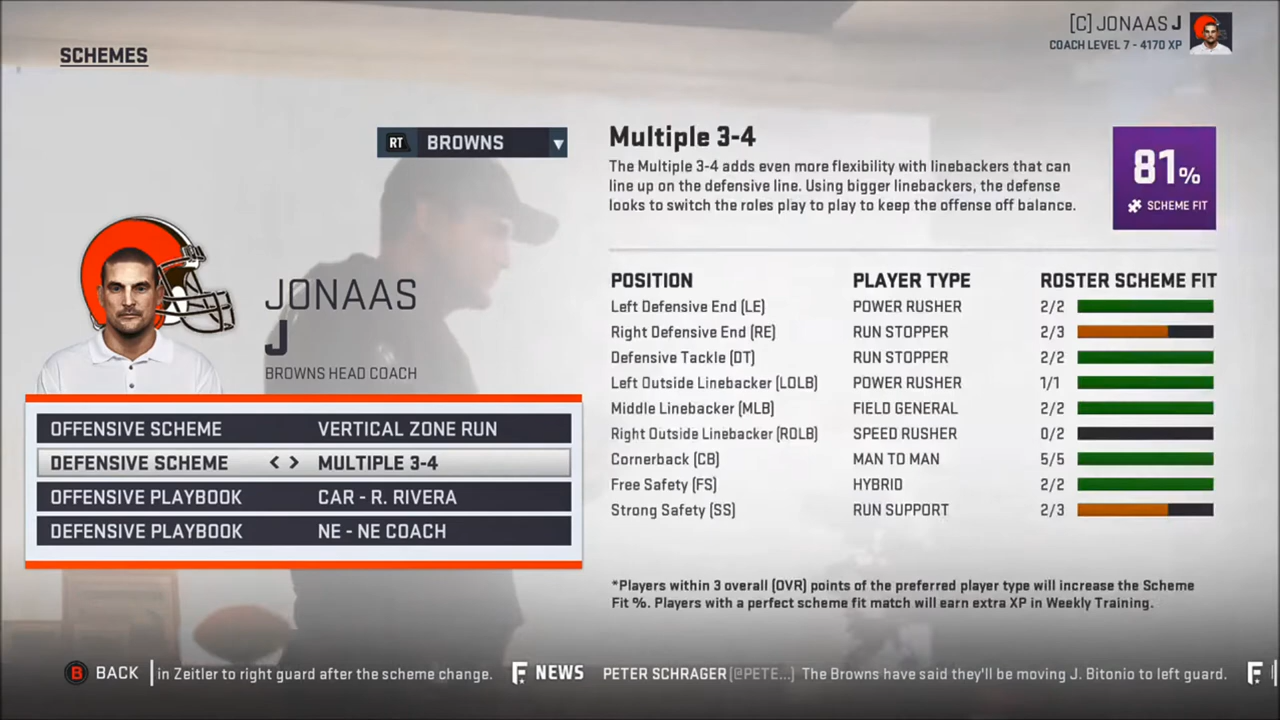 SCHEMES
[C] JONAAS J
COACH LEVEL 7 - 4170 XP
RT BROWNS
JONAAS
J
BROWNS HEAD COACH
OFFENSIVE SCHEME VERTICAL ZONE RUN
DEFENSIVE SCHEME < > MULTIPLE 3-4
OFFENSIVE PLAYBOOK CAR - R. RIVERA
DEFENSIVE PLAYBOOK NE - NE COACH
Multiple 3-4
The Multiple 3-4 adds even more flexibility with linebackers that can
line up on the defensive line. Using bigger linebackers, the defense
looks to switch the roles play to play to keep the offense off balance.
81%
SCHEME FIT
POSITION PLAYER TYPE ROSTER SCHEME FIT
Left Defensive End (LE) POWER RUSHER 2/2
Right Defensive End (RE) RUN STOPPER 2/3
Defensive Tackle (DT) RUN STOPPER 2/2
Left Outside Linebacker (LOLB) POWER RUSHER 1/1
Middle Linebacker (MLB) FIELD GENERAL 2/2
Right Outside Linebacker (ROLB) SPEED RUSHER 0/2
Cornerback (CB) MAN TO MAN 5/5
Free Safety (FS) HYBRID 2/2
Strong Safety (SS) RUN SUPPORT 2/3
*Players within 3 overall (OVR) points of the preferred player type will increase the Scheme
Fit %. Players with a perfect scheme fit match will earn extra XP in Weekly Training.
B BACK in Zeitler to right guard after the scheme change. F NEWS PETER SCHRAGER [@PETE...] The Browns have said they'll be moving J. Bitonio to left guard. F